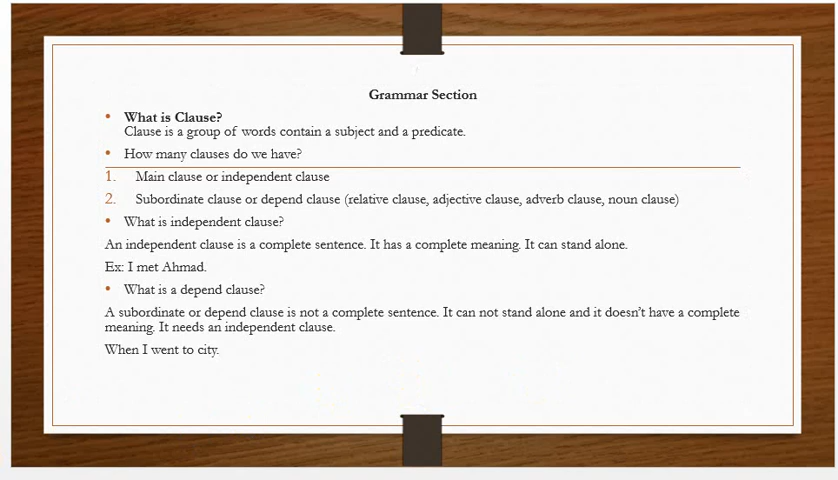 Grammar Section
• What is Clause?
Clause is a group of words contain a subject and a predicate.
• How many clauses do we have?
1. Main clause or independent clause
2. Subordinate clause or depend clause (relative clause, adjective clause, adverb clause, noun clause)
• What is independent clause?
An independent clause is a complete sentence. It has a complete meaning. It can stand alone.
Ex: I met Ahmad.
• What is a depend clause?
A subordinate or depend clause is not a complete sentence. It can not stand alone and it doesn’t have a complete
meaning. It needs an independent clause.
When I went to city.